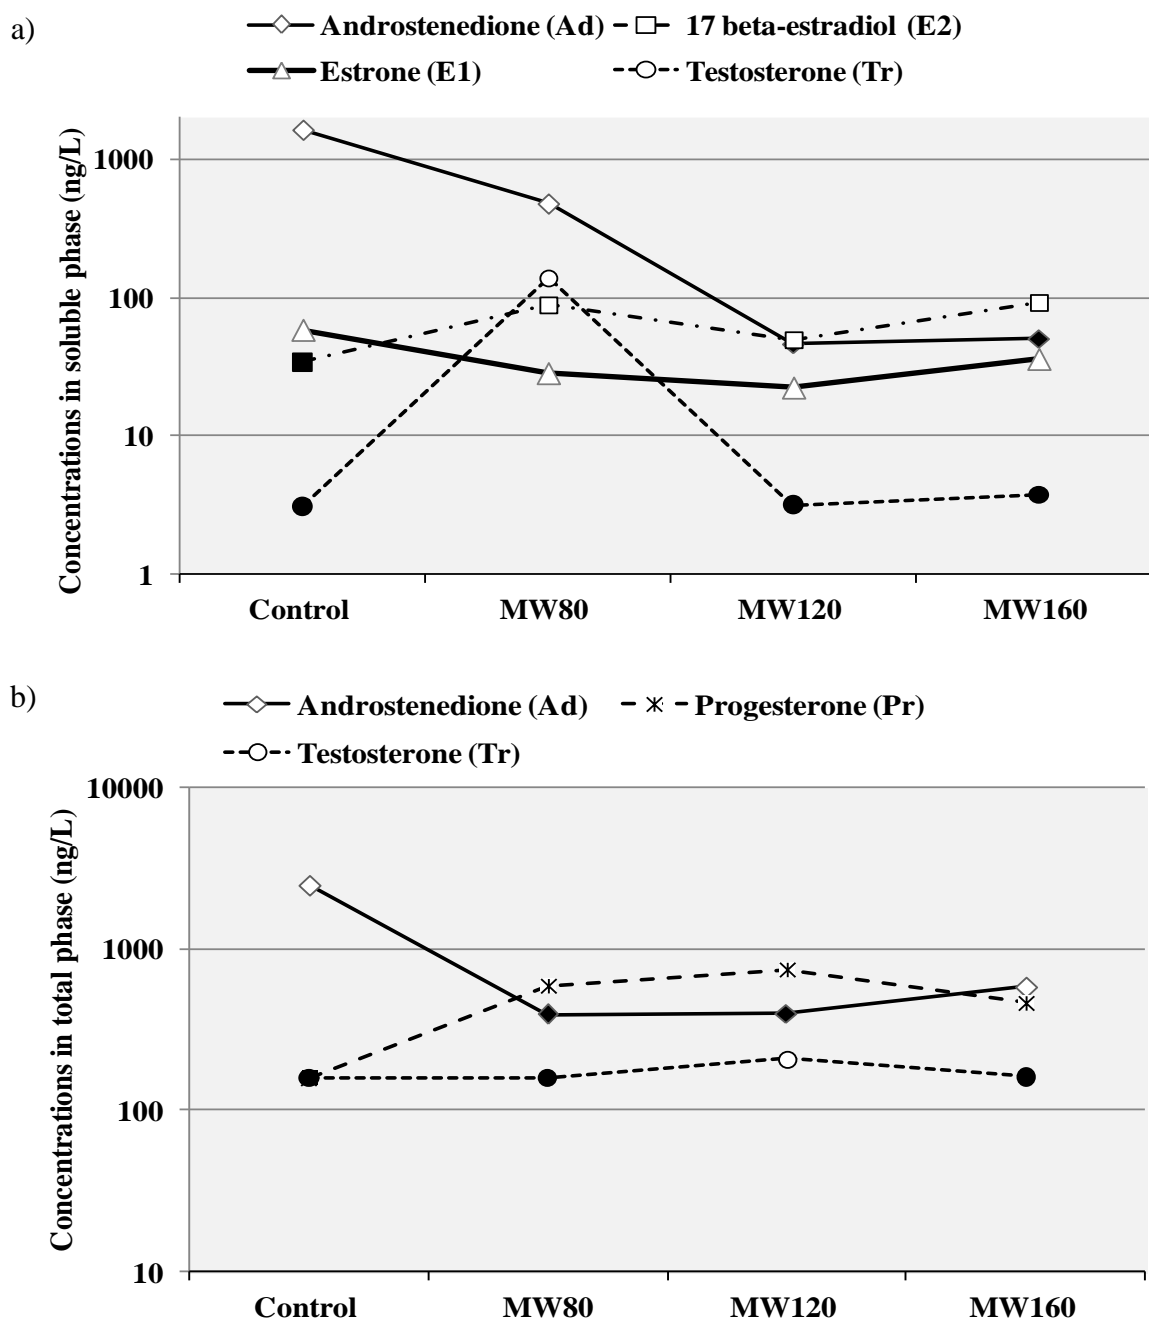 a)
Androstenedione (Ad) 17 beta-estradiol (E2)
Estrone (E1) Testosterone (Tr)
Concentrations in soluble phase (ng/L)
1000
100
10
1
Control MW80 MW120 MW160
b)
Androstenedione (Ad) Progesterone (Pr)
Testosterone (Tr)
Concentrations in total phase (ng/L)
10000
1000
100
10
Control MW80 MW120 MW160